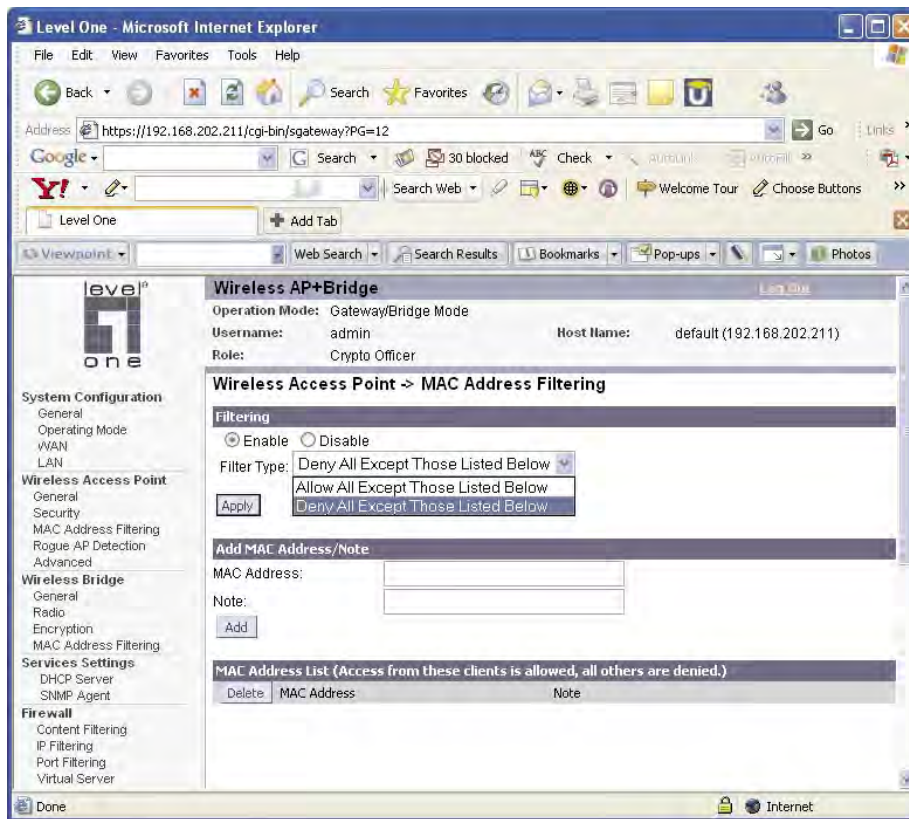 Level One - Microsoft Internet Explorer
File Edit View Favorites Tools Help
Back Search Favorites
Address https://192.168.202.211/cgi-bin/sgateway?PG=12 Go Links
Google Search 30 blocked ABC Check AutoFill
Y! Search Web Welcome Tour Choose Buttons
Level One Add Tab
Viewpoint Web Search Search Results Bookmarks Pop-ups Photos
level one
Wireless AP+Bridge Log Out
Operation Mode: Gateway/Bridge Mode
Username: admin Host Name: default (192.168.202.211)
Role: Crypto Officer
System Configuration
General
Operating Mode
WAN
LAN
Wireless Access Point
General
Security
MAC Address Filtering
Rogue AP Detection
Advanced
Wireless Bridge
General
Radio
Encryption
MAC Address Filtering
Services Settings
DHCP Server
SNMP Agent
Firewall
Content Filtering
IP Filtering
Port Filtering
Virtual Server
Wireless Access Point -> MAC Address Filtering
Filtering
Enable Disable
Filter Type: Deny All Except Those Listed Below
Allow All Except Those Listed Below
Deny All Except Those Listed Below
Apply
Add MAC Address/Note
MAC Address:
Note:
Add
MAC Address List (Access from these clients is allowed, all others are denied.)
Delete MAC Address Note
Done Internet